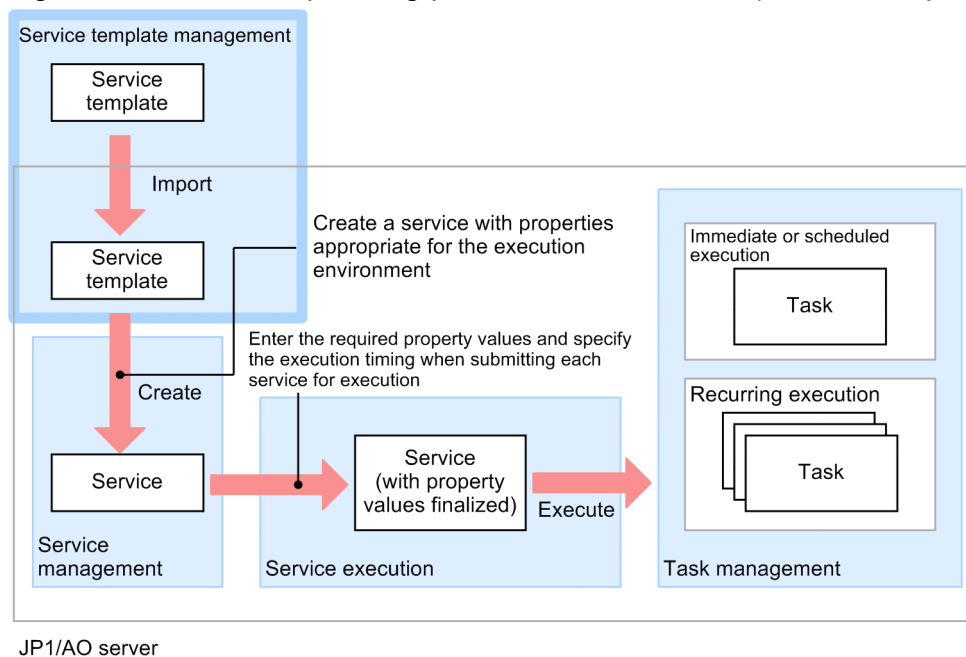 Service template management
Service
template
Import
Service
template
Create a service with properties
appropriate for the execution
environment
Enter the required property values and specify
the execution timing when submitting each
service for execution
Create
Service
Service
management
Service
(with property
values finalized)
Execute
Service execution
Immediate or scheduled
execution
Task
Recurring execution
Task
Task management
JP1/AO server